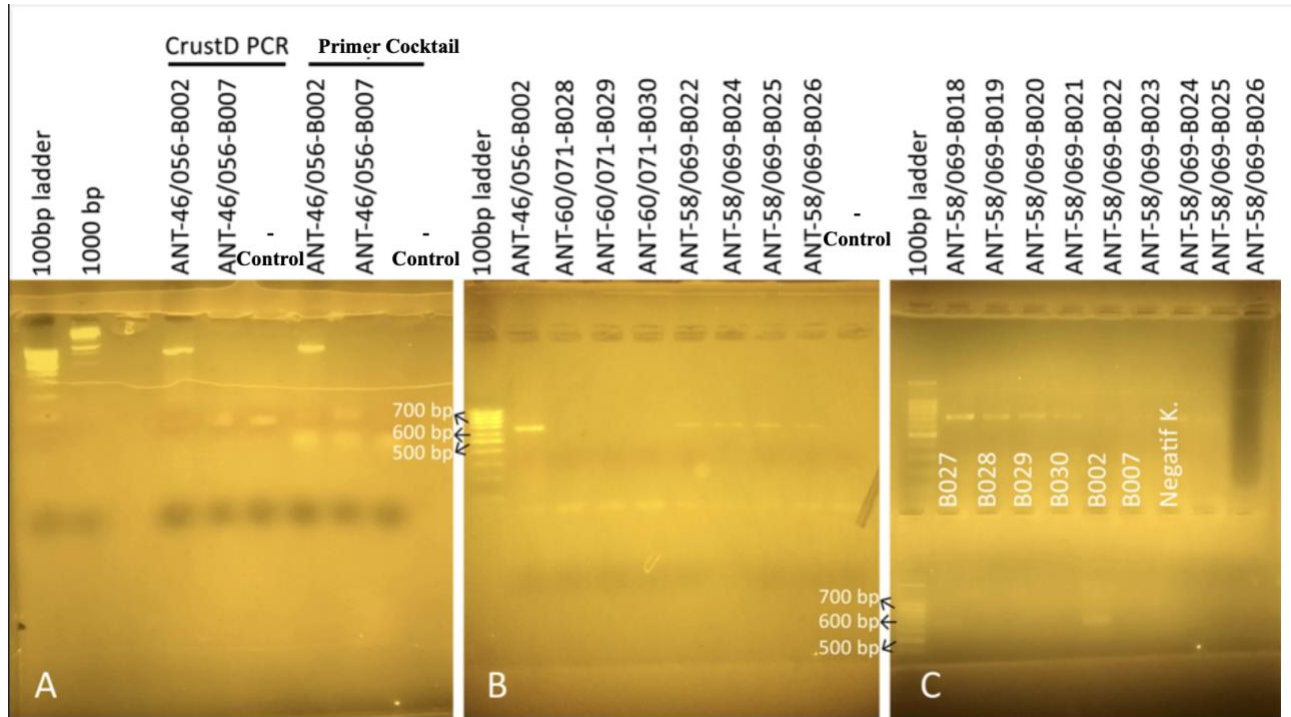 CrustD PCR
Primer Cocktail
100bp ladder
1000 bp
ANT-46/056-B002
ANT-46/056-B007
-
Control
ANT-46/056-B002
ANT-46/056-B007
-
Control
100bp ladder
ANT-46/056-B002
ANT-60/071-B028
ANT-60/071-B029
ANT-60/071-B030
ANT-58/069-B022
ANT-58/069-B024
ANT-58/069-B025
ANT-58/069-B026
-
Control
100bp ladder
ANT-58/069-B018
ANT-58/069-B019
ANT-58/069-B020
ANT-58/069-B021
ANT-58/069-B022
ANT-58/069-B023
ANT-58/069-B024
ANT-58/069-B025
ANT-58/069-B026
700 bp
600 bp
500 bp
B027
B028
B029
B030
B002
B007
Negatif K.
700 bp
600 bp
500 bp
A
B
C